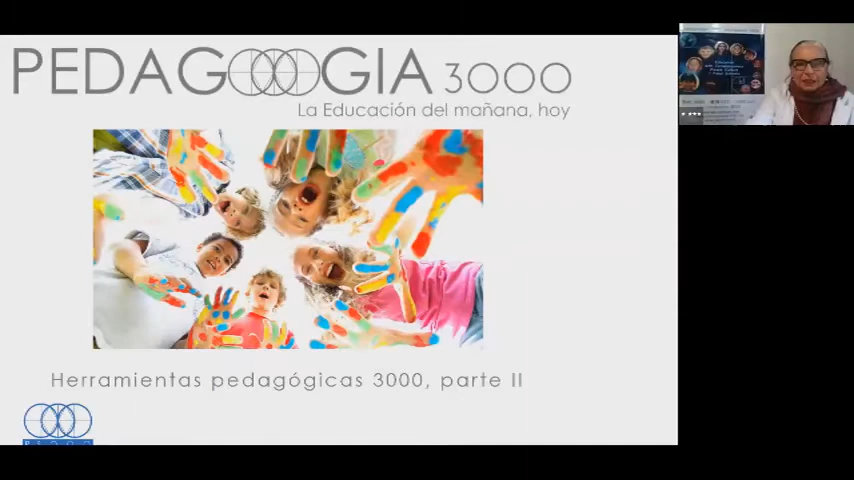 PEDAGOOGIA 3000
La Educación del mañana, hoy
Herramientas pedagógicas 3000, parte II